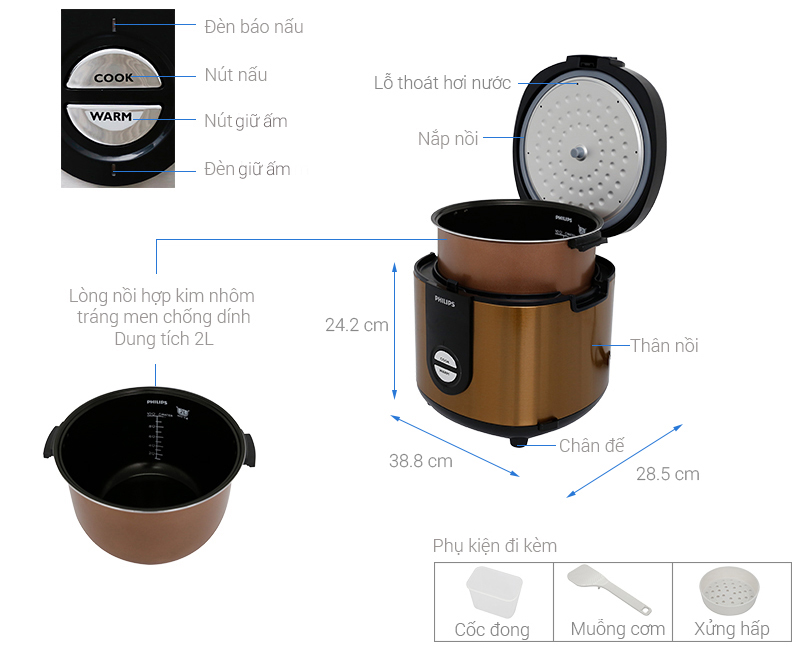 Đèn báo nấu
COOK
Nút nấu
WARM
Nút giữ ấm
Đèn giữ ấm
Lỗ thoát hơi nước
Nắp nồi
PHILIPS
Lòng nồi hợp kim nhôm
tráng men chống dính
Dung tích 2L
24.2 cm
PHILIPS
COOK
WARM
Thân nồi
PHILIPS
Chân đế
38.8 cm
28.5 cm
Phụ kiện đi kèm
Cốc đong
Muỗng cơm
Xửng hấp